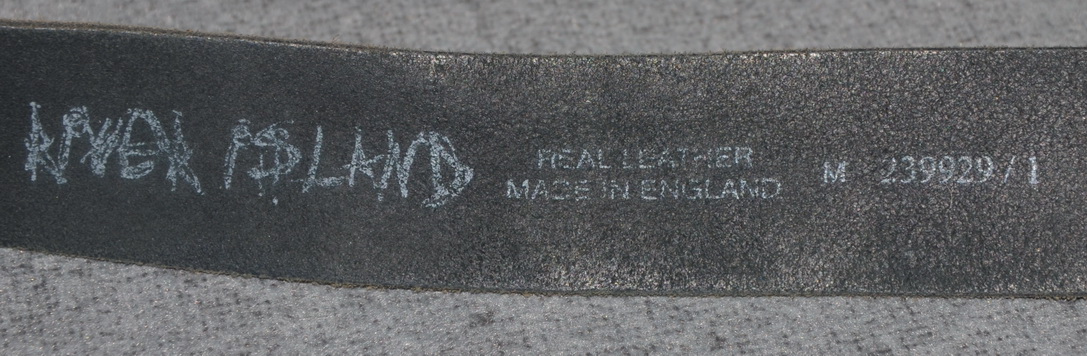 RIVER ISLAND
REAL LEATHER
MADE IN ENGLAND
M 239929/1